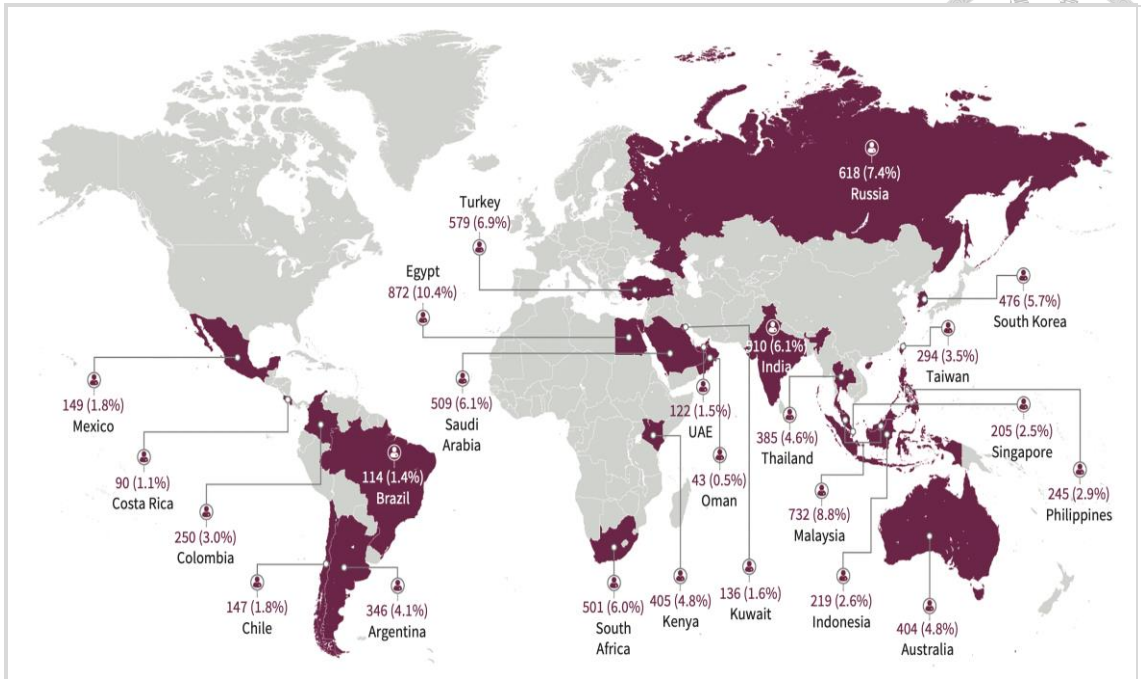 618 (7.4%)
Russia
Turkey
579 (6.9%)
Egypt
872 (10.4%)
476 (5.7%)
South Korea
910 (6.1%)
India
294 (3.5%)
Taiwan
149 (1.8%)
Mexico
509 (6.1%)
Saudi
Arabia
122 (1.5%)
UAE
385 (4.6%)
Thailand
205 (2.5%)
Singapore
90 (1.1%)
Costa Rica
114 (1.4%)
Brazil
43 (0.5%)
Oman
245 (2.9%)
Philippines
250 (3.0%)
Colombia
732 (8.8%)
Malaysia
147 (1.8%)
Chile
346 (4.1%)
Argentina
501 (6.0%)
South
Africa
405 (4.8%)
Kenya
136 (1.6%)
Kuwait
219 (2.6%)
Indonesia
404 (4.8%)
Australia